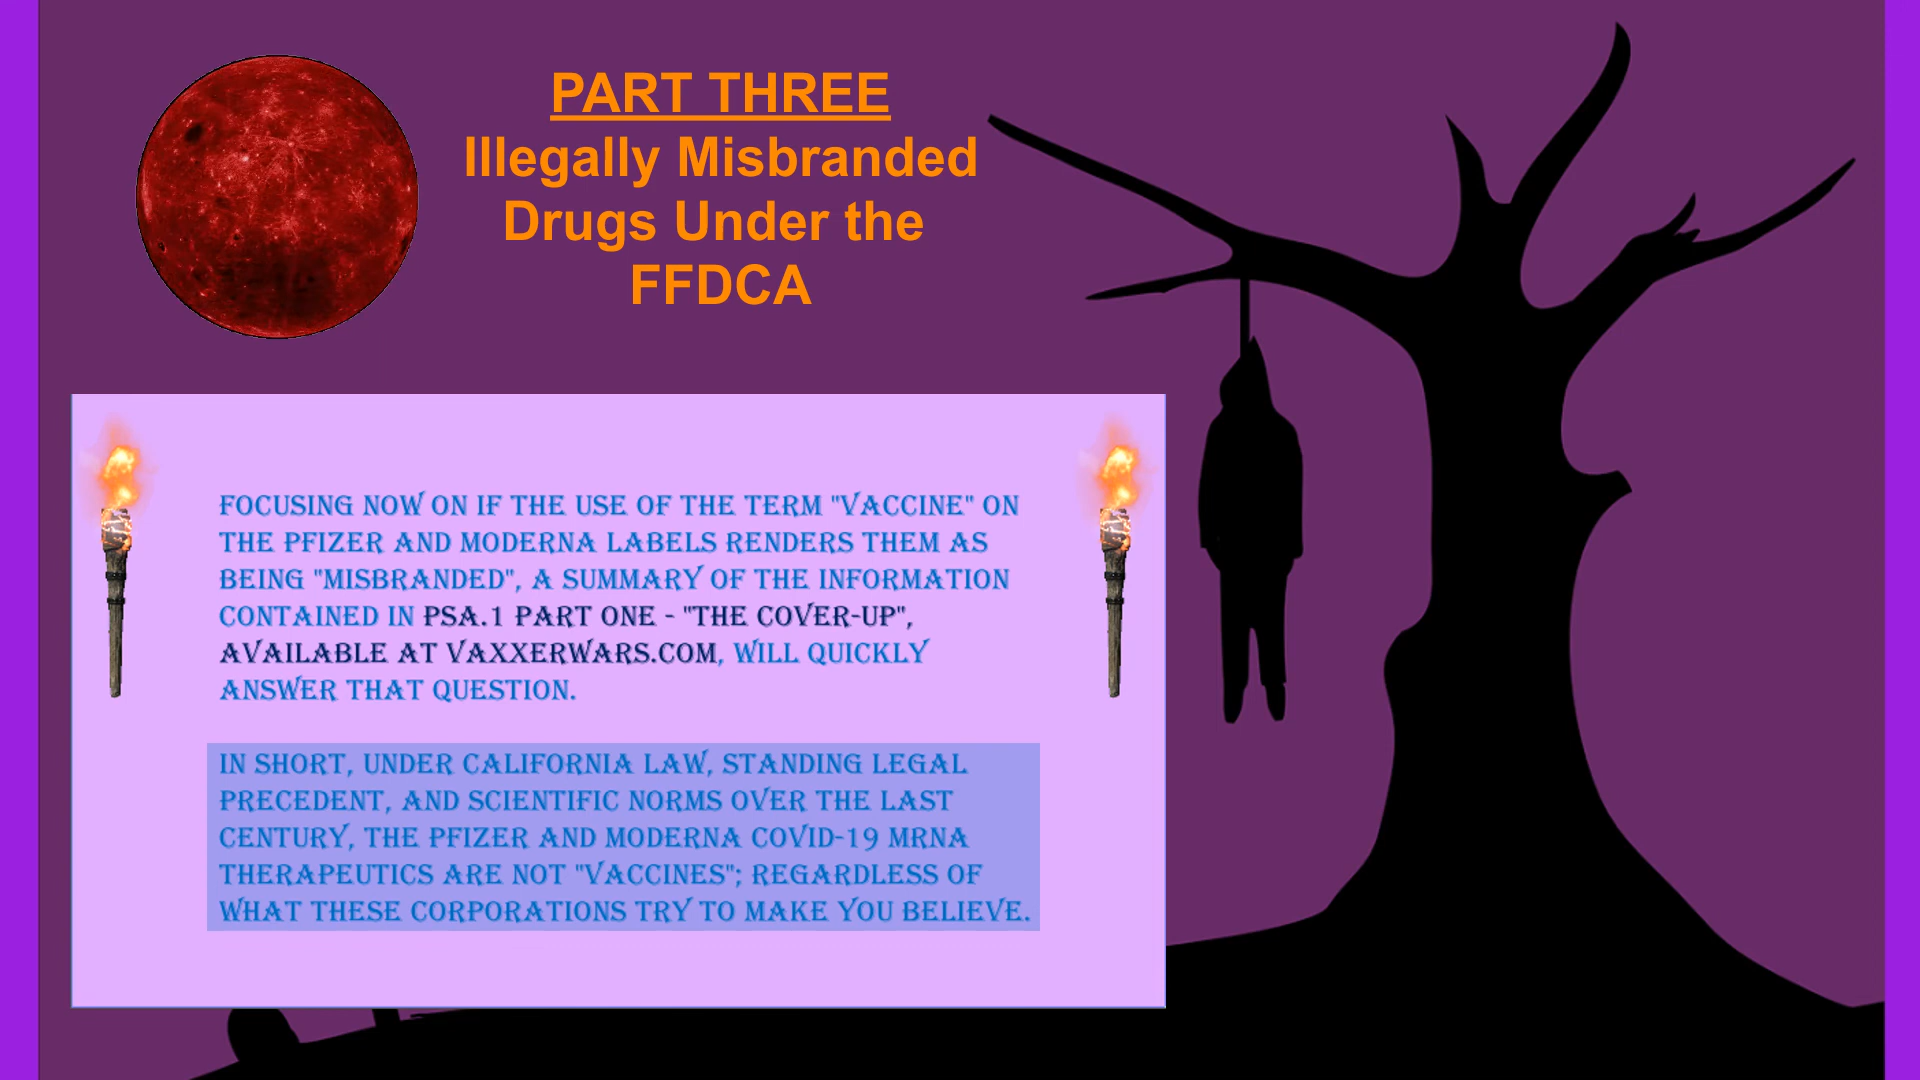 PART THREE
Illegally Misbranded
Drugs Under the
FFDCA
FOCUSING NOW ON IF THE USE OF THE TERM "VACCINE" ON
THE PFIZER AND MODERNA LABELS RENDERS THEM AS
BEING "MISBRANDED", A SUMMARY OF THE INFORMATION
CONTAINED IN PSA.1 PART ONE - "THE COVER-UP",
AVAILABLE AT VAXXERWARS.COM, WILL QUICKLY
ANSWER THAT QUESTION.
IN SHORT, UNDER CALIFORNIA LAW, STANDING LEGAL
PRECEDENT, AND SCIENTIFIC NORMS OVER THE LAST
CENTURY, THE PFIZER AND MODERNA COVID-19 MRNA
THERAPEUTICS ARE NOT "VACCINES"; REGARDLESS OF
WHAT THESE CORPORATIONS TRY TO MAKE YOU BELIEVE.